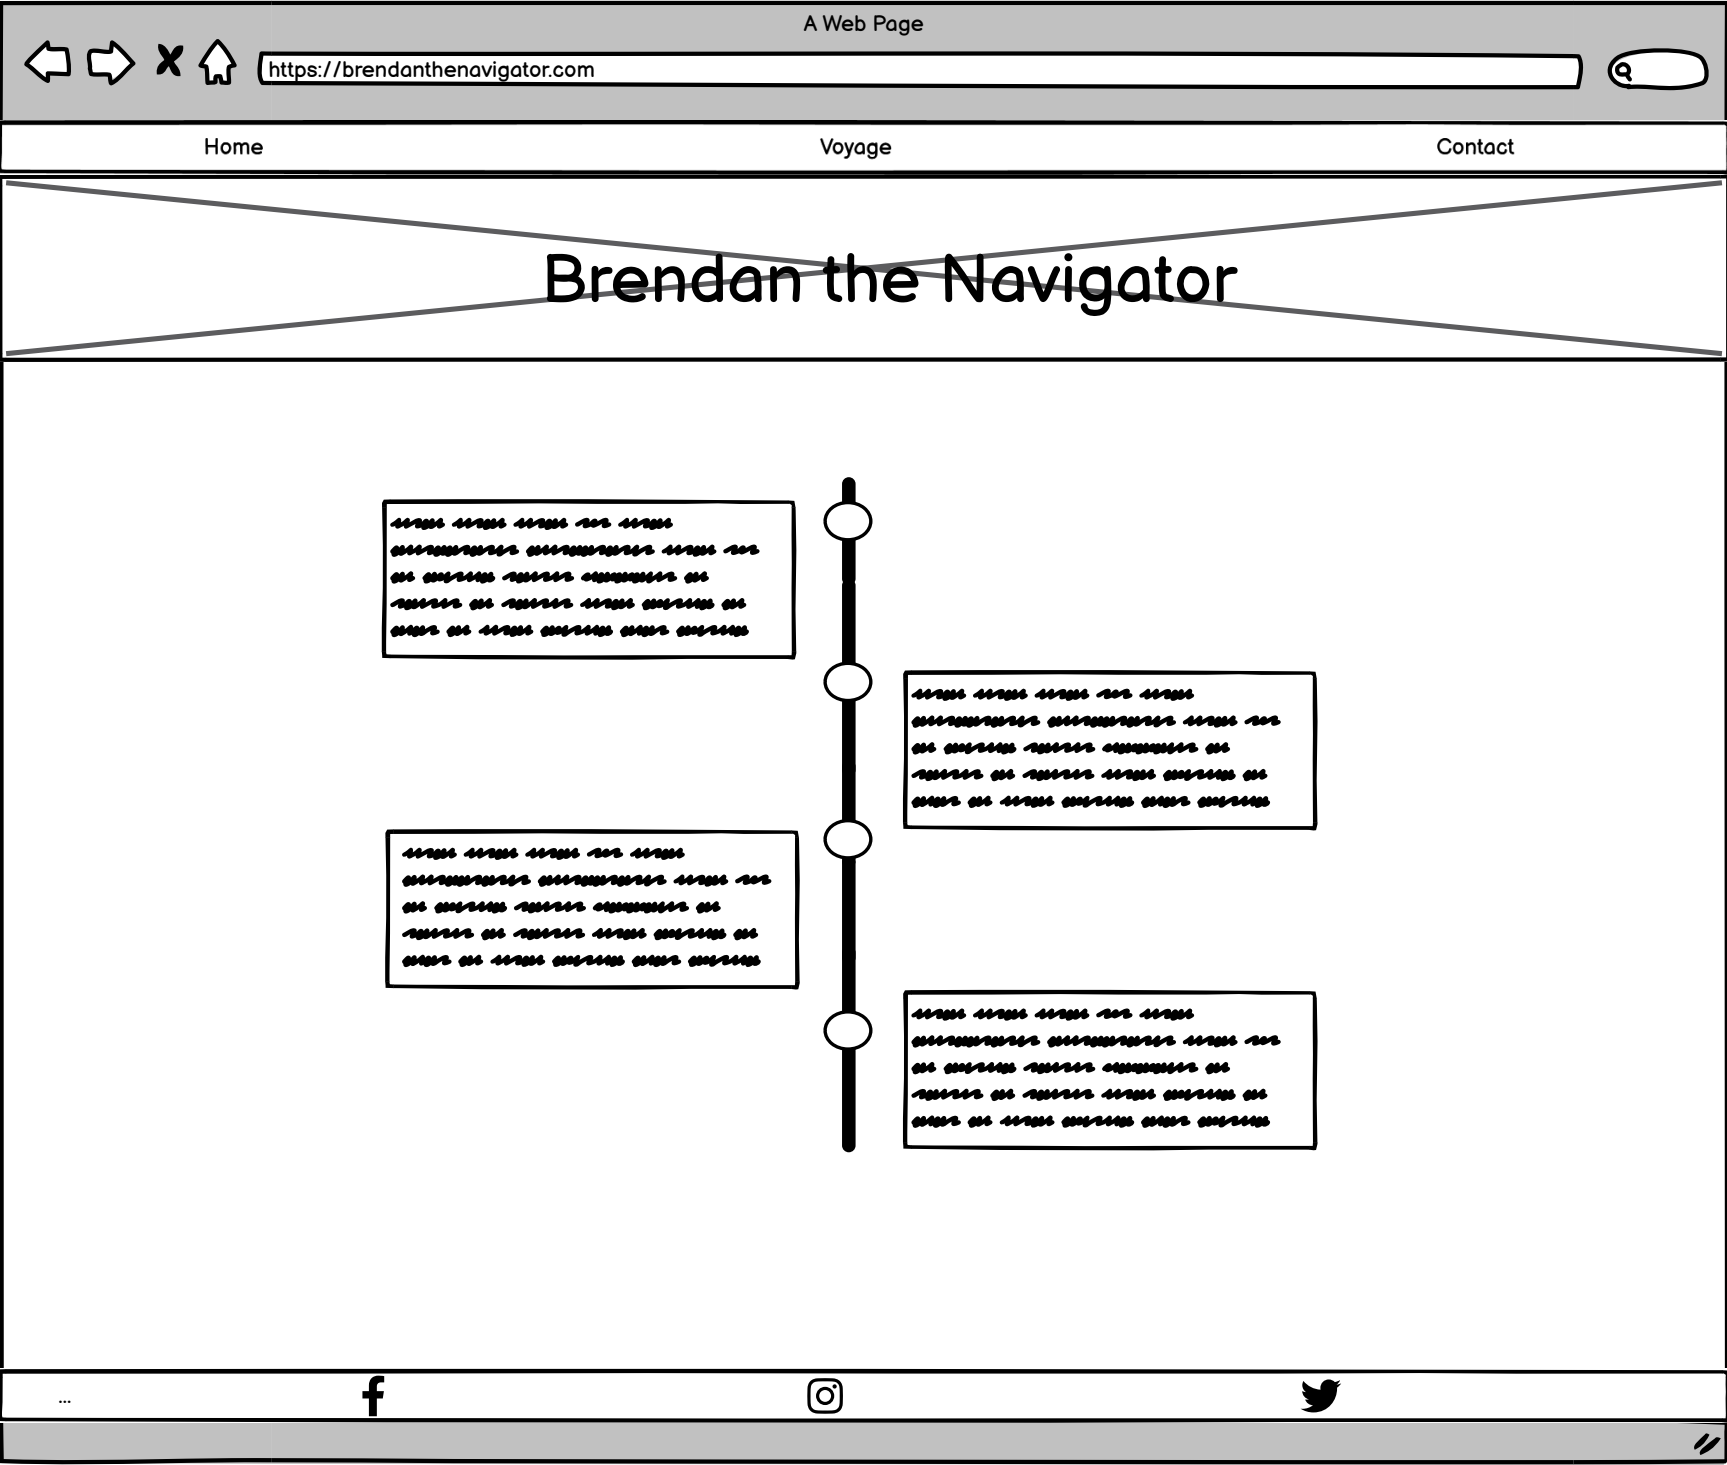 A Web Page
https://brendanthenavigator.com
Home Voyage Contact
Brendan the Navigator
...